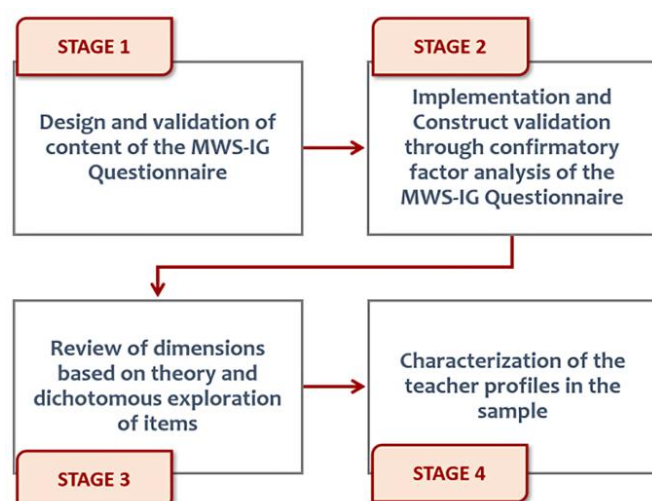 STAGE 1
Design and validation of
content of the MWS-IG
Questionnaire
STAGE 2
Implementation and
Construct validation
through confirmatory
factor analysis of the
MWS-IG Questionnaire
Review of dimensions
based on theory and
dichotomous exploration
of items
STAGE 3
Characterization of the
teacher profiles in the
sample
STAGE 4